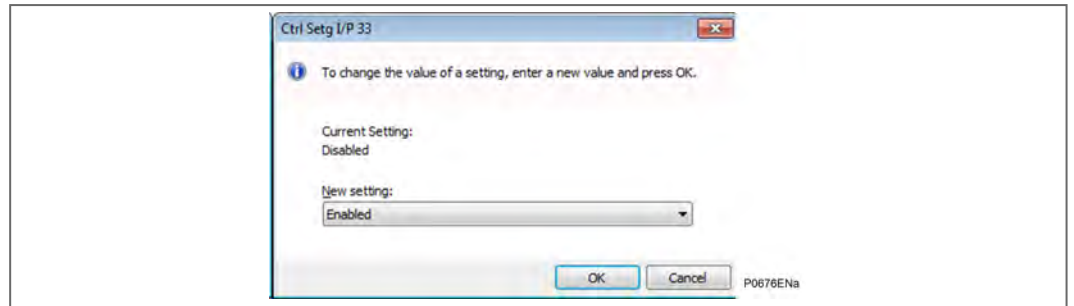 Ctrl Setg I/P 33
To change the value of a setting, enter a new value and press OK.
Current Setting:
Disabled
New setting:
Enabled
OK Cancel
P0676ENa